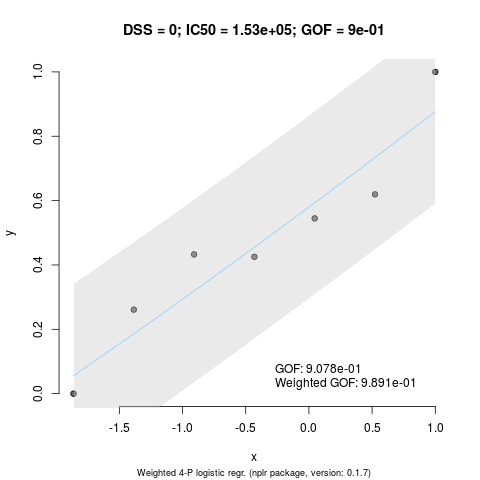 DSS = 0; IC50 = 1.53e+05; GOF = 9e-01
1.0
0.8
0.6
0.4
0.2
0.0
y
GOF: 9.078e-01
Weighted GOF: 9.891e-01
-1.5 -1.0 -0.5 0.0 0.5 1.0
x
Weighted 4-P logistic regr. (nplr package, version: 0.1.7)